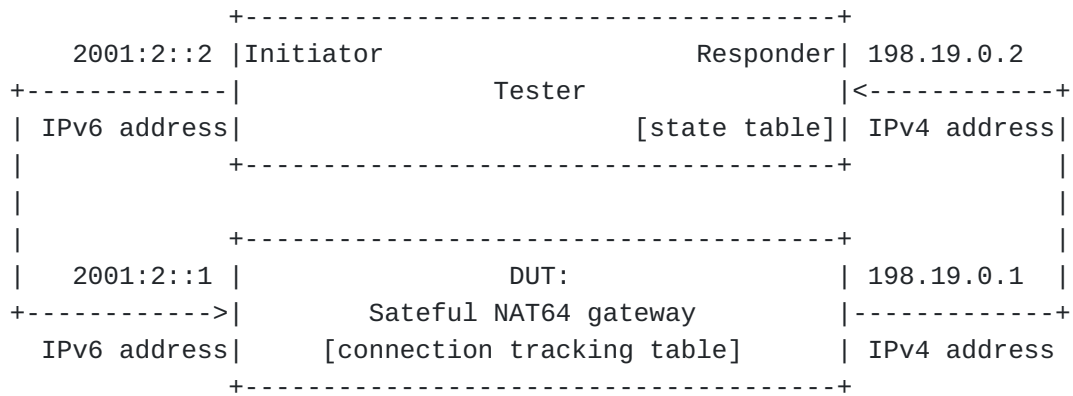 +--------------------------------------+
2001:2::2 |Initiator                    Responder| 198.19.0.2
+-------------|                Tester                |<------------+
| IPv6 address|                         [state table]| IPv4 address|
|             +--------------------------------------+             |
|                                                                  |
|             +--------------------------------------+             |
|   2001:2::1 |                 DUT:                 | 198.19.0.1  |
+------------>|        Sateful NAT64 gateway         |-------------+
IPv6 address|     [connection tracking table]      | IPv4 address
+--------------------------------------+